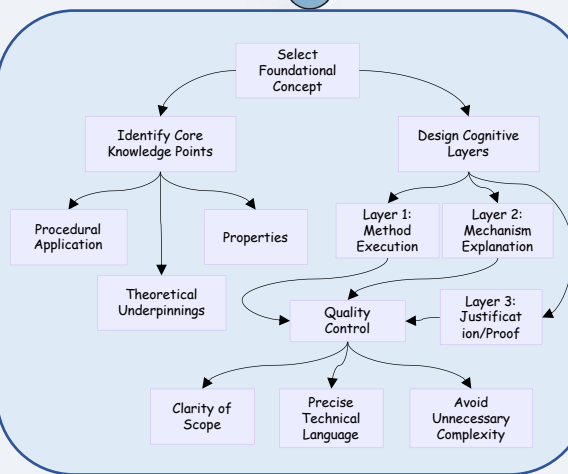 Select
Foundational
Concept
Identify Core
Knowledge Points
Design Cognitive
Layers
Procedural
Application
Properties
Layer 1:
Method
Execution
Layer 2:
Mechanism
Explanation
Theoretical
Underpinnings
Quality
Control
Layer 3:
Justificat
ion/Proof
Clarity of
Scope
Precise
Technical
Language
Avoid
Unnecessary
Complexity